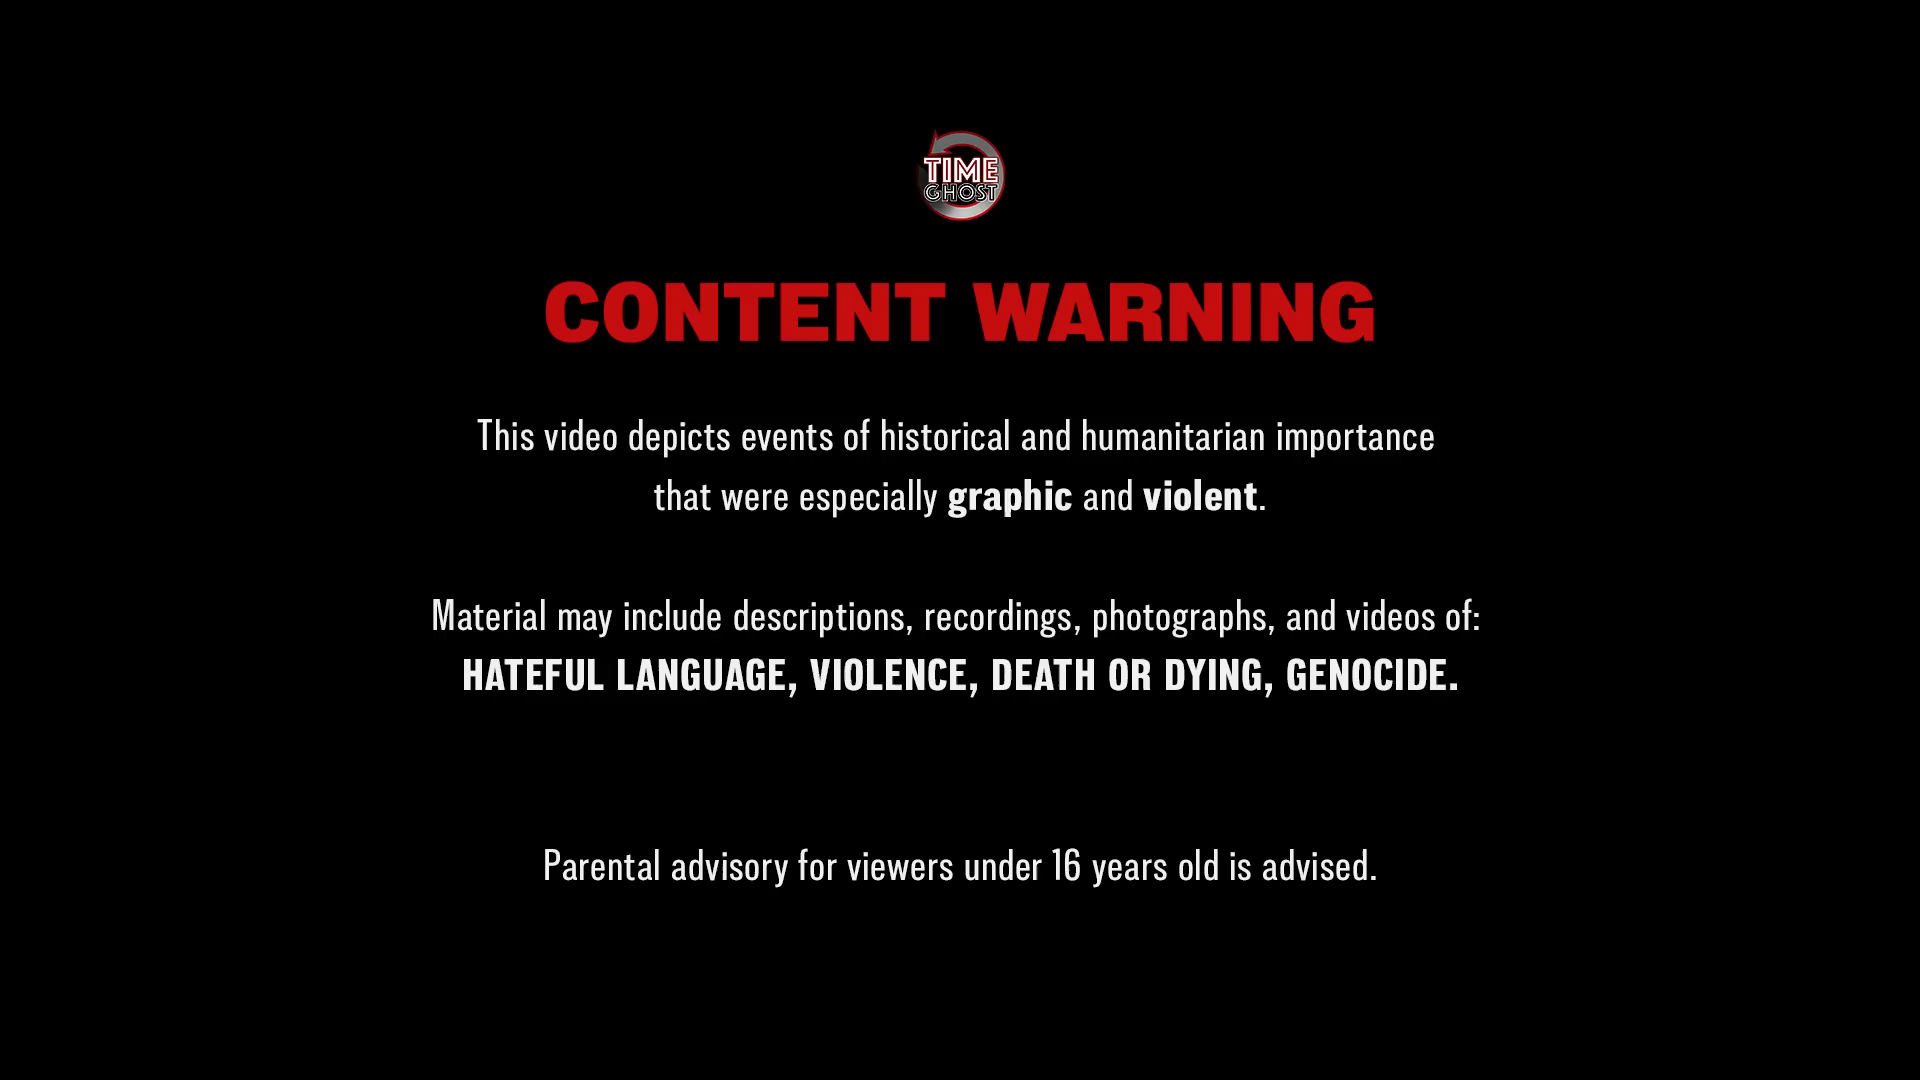 TIME
GHOST
CONTENT WARNING
This video depicts events of historical and humanitarian importance
that were especially graphic and violent.
Material may include descriptions, recordings, photographs, and videos of:
HATEFUL LANGUAGE, VIOLENCE, DEATH OR DYING, GENOCIDE.
Parental advisory for viewers under 16 years old is advised.